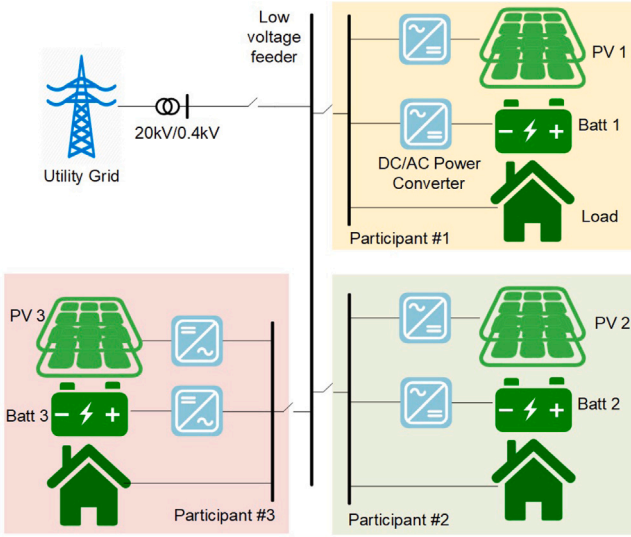 Low
voltage
feeder
Utility Grid
20kV/0.4kV
PV 1
Batt 1
DC/AC Power
Converter
Load
Participant #1
PV 3
Batt 3
Participant #3
PV 2
Batt 2
Participant #2